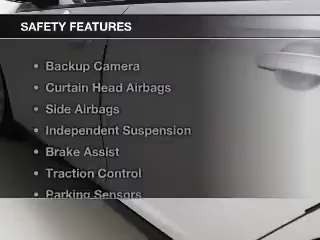 SAFETY FEATURES
• Backup Camera
• Curtain Head Airbags
• Side Airbags
• Independent Suspension
• Brake Assist
• Traction Control
• Parking Sensors